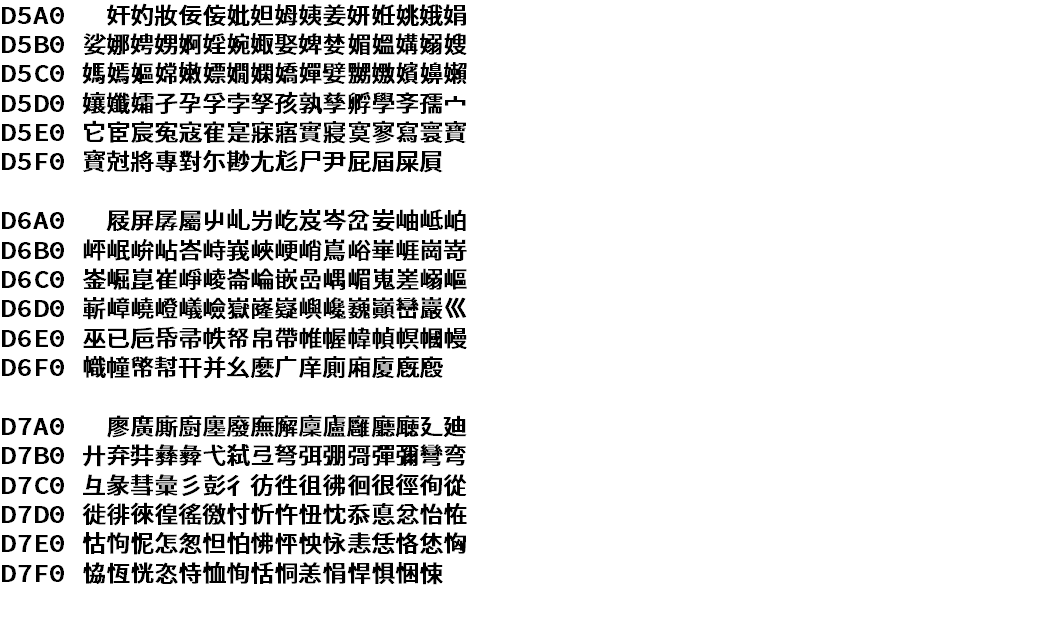 D5A0 奸妁妝佞侫妣妲姆姨姜妍姙姚娥娟
D5B0 娑娜娉娚婀婬婉娵娶婢婪媚媼媾嫋嫂
D5C0 媽嫣嫗嫦嫩嫖嫺嫻嬌嬋嬖嬲嫐嬪嬶嬾
D5D0 孃孅孀孑孕孚孛孥孩孰孳孵學斈孺宀
D5E0 它宦宸寃寇寉寔寐寤實寢寞寥寫寰寶
D5F0 寳尅將專對尓尠尢尨尸尹屁屆屎屓
D6A0 屐屏孱屬屮乢屶屹岌岑岔妛岫岻岶
D6B0 岼岷峅岾峇峙峩峽峺峭嶌峪崋崕崗嵜
D6C0 崟崛崑崔崢崚崙崘嵌嵒嵎嵋嵬嵳嵶嶇
D6D0 嶄嶂嶢嶝嶬嶮嶽嶐嶷嶼巉巍巓巒巖巛
D6E0 巫已巵帋帚帙帑帛帶帷幄幃幀幎幗幔
D6F0 幟幢幤幇幵并幺麼广庠廁廂廈廐廏
D7A0 廖廣廝廚廛廢廡廨廩廬廱廳廰廴廸
D7B0 廾弃弉彝彜弋弑弖弩弭弸彁彈彌彎弯
D7C0 彑彖彗彙彡彭彳彷徃徂彿徊很徑徇從
D7D0 徙徘徠徨徭徼忖忻忤忸忱忝悳忿怡恠
D7E0 怙怐怩怎怱怛怕怫怦怏怺恚恁恪恷恟
D7F0 恊恆恍恣恃恤恂恬恫恙悁悍惧悃悚